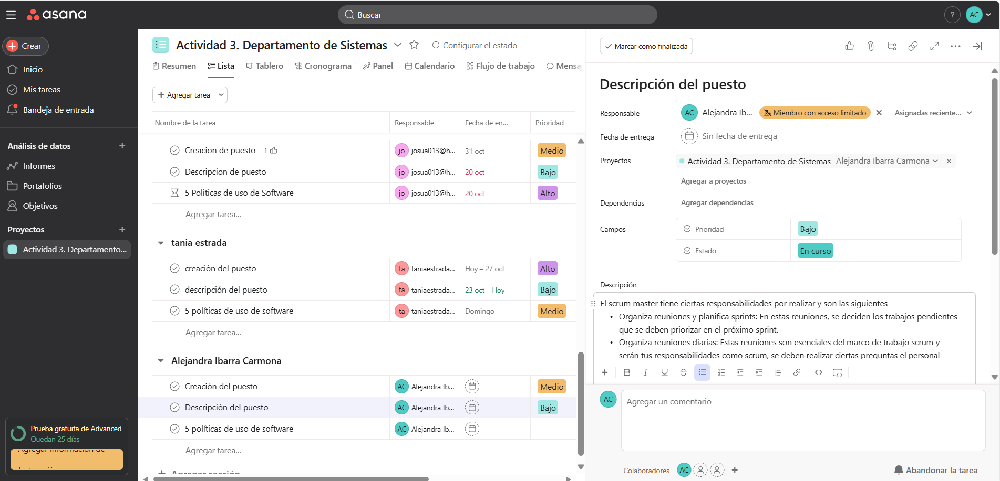 asana
Buscar
?
AC
Crear
Inicio
Mis tareas
Bandeja de entrada
Análisis de datos
Informes
Portafolios
Objetivos
Proyectos
Actividad 3. Departamento...
Prueba gratuita de Advanced
Quedan 25 días
Agregar información de
facturación
Actividad 3. Departamento de Sistemas
Configurar el estado
Resumen Lista Tablero Cronograma Panel Calendario Flujo de trabajo Mensaj
Agregar tarea
Nombre de la tarea Responsable Fecha de en... Prioridad
Creacion de puesto 1 jo josua013@h... 31 oct Medio
Descripcion de puesto jo josua013@h... 20 oct Bajo
5 Politicas de uso de Software jo josua013@h... 20 oct Alto
Agregar tarea...
tania estrada
creación del puesto ta taniaestrada... Hoy – 27 oct Alto
descripción del puesto ta taniaestrada... 23 oct – Hoy Bajo
5 políticas de uso de software ta taniaestrada... Domingo Medio
Agregar tarea...
Alejandra Ibarra Carmona
Creación del puesto AC Alejandra Ib... Medio
Descripción del puesto AC Alejandra Ib... Bajo
5 políticas de uso de software AC Alejandra Ib...
Agregar tarea...
Agregar sección
Marcar como finalizada
Descripción del puesto
Responsable AC Alejandra Ib... Miembro con acceso limitado Asignadas reciente...
Fecha de entrega Sin fecha de entrega
Proyectos Actividad 3. Departamento de Sistemas Alejandra Ibarra Carmona
Agregar a proyectos
Dependencias Agregar dependencias
Campos Prioridad Bajo
Estado En curso
Descripción
El scrum master tiene ciertas responsabilidades por realizar y son las siguientes
• Organiza reuniones y planifica sprints: En estas reuniones, se deciden los trabajos pendientes
que se deben priorizar en el próximo sprint.
• Organiza reuniones diarias: Estas reuniones son esenciales del marco de trabajo scrum y
serán tus responsabilidades como scrum, se deben realizar ciertas preguntas el personal
B I U S
AC Agregar un comentario
Colaboradores AC Abandonar la tarea